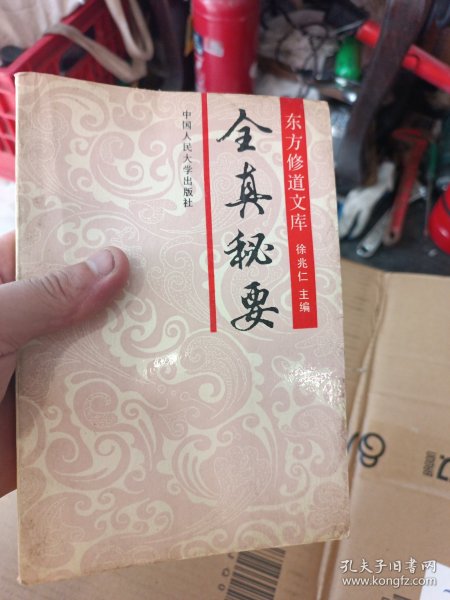 东方修道文库
徐兆仁 主编
全真秘要
中国人民大学出版社
孔夫子旧书网
www.kongfz.com